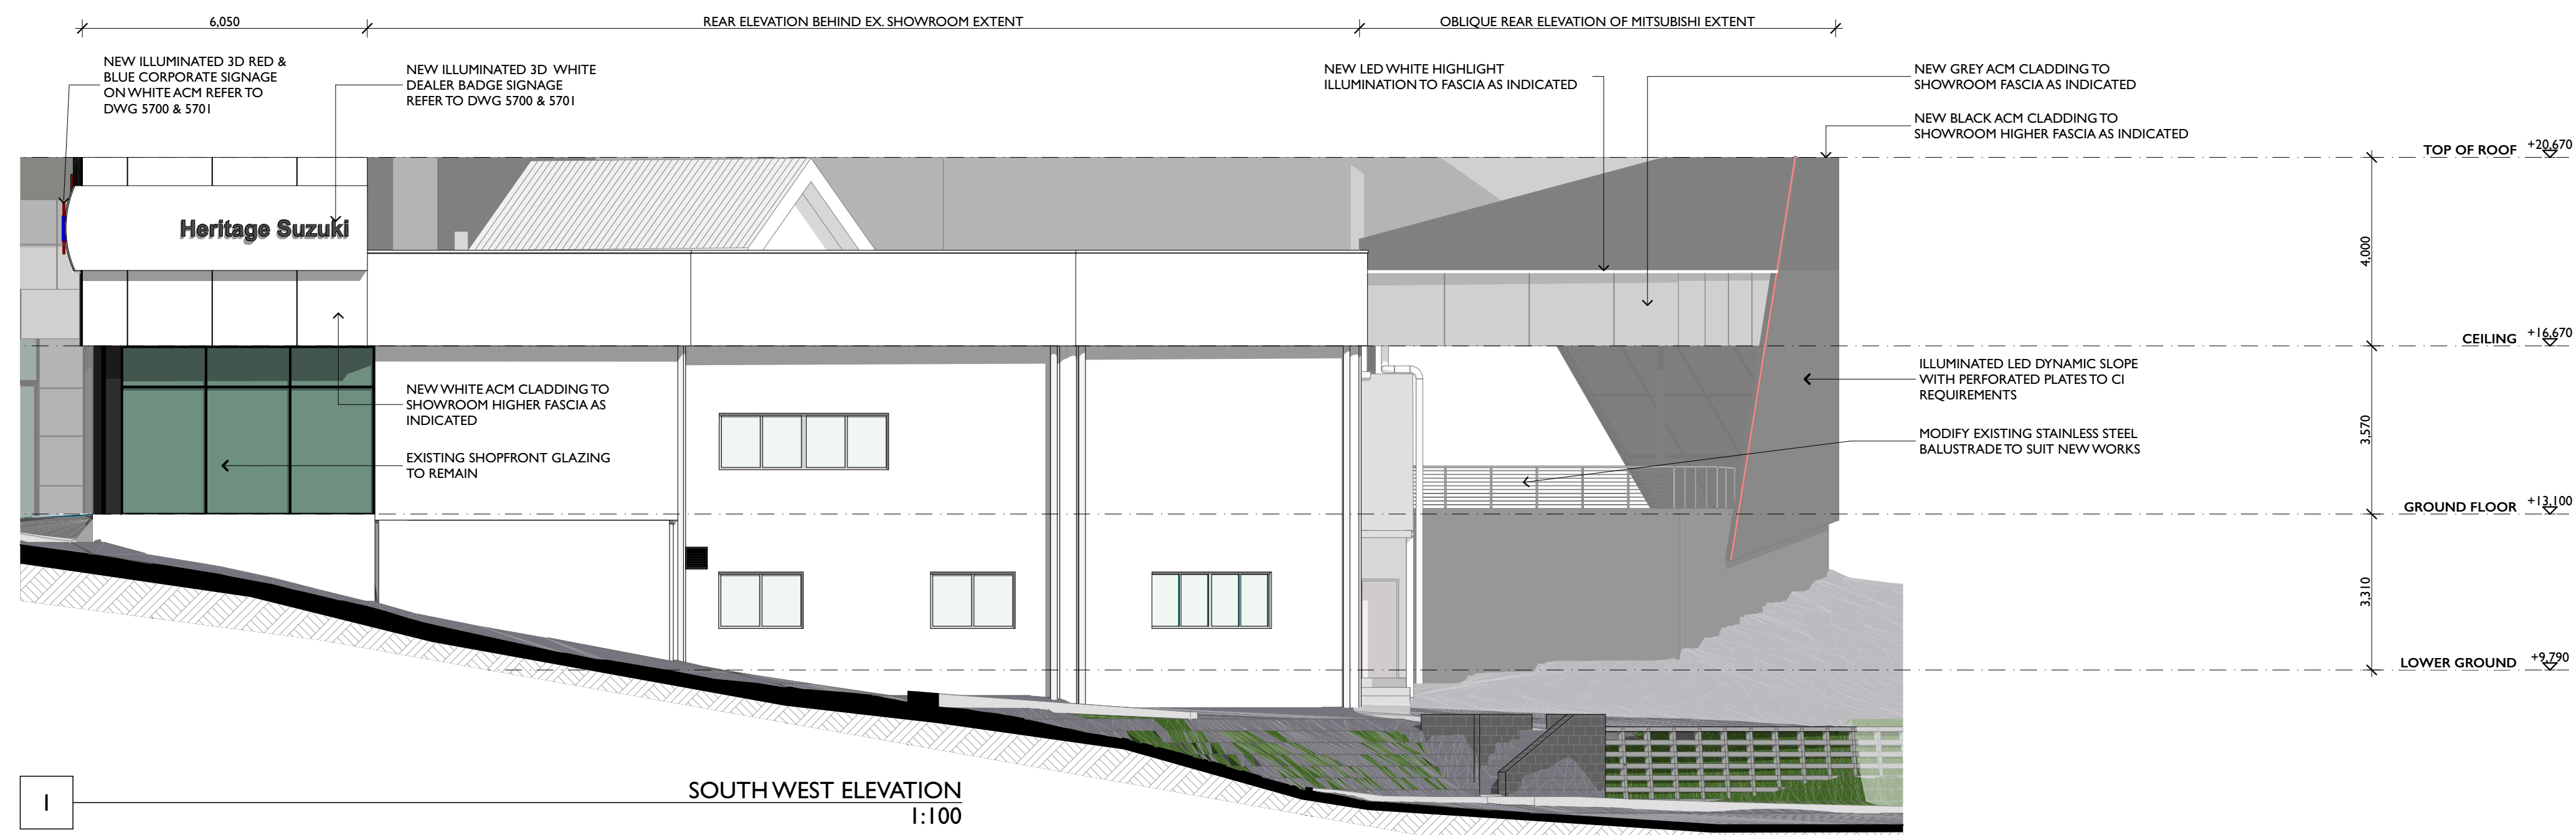 6,050
REAR ELEVATION BEHIND EX. SHOWROOM EXTENT
OBLIQUE REAR ELEVATION OF MITSUBISHI EXTENT
NEW ILLUMINATED 3D RED &
BLUE CORPORATE SIGNAGE
ON WHITE ACM REFER TO
DWG 5700 & 5701
NEW ILLUMINATED 3D WHITE
DEALER BADGE SIGNAGE
REFER TO DWG 5700 & 5701
NEW LED WHITE HIGHLIGHT
ILLUMINATION TO FASCIA AS INDICATED
NEW GREY ACM CLADDING TO
SHOWROOM FASCIA AS INDICATED
NEW BLACK ACM CLADDING TO
SHOWROOM HIGHER FASCIA AS INDICATED
TOP OF ROOF +20,670
Heritage Suzuki
4,000
CEILING +16,670
NEW WHITE ACM CLADDING TO
SHOWROOM HIGHER FASCIA AS
INDICATED
EXISTING SHOPFRONT GLAZING
TO REMAIN
ILLUMINATED LED DYNAMIC SLOPE
WITH PERFORATED PLATES TO CI
REQUIREMENTS
MODIFY EXISTING STAINLESS STEEL
BALUSTRADE TO SUIT NEW WORKS
3,570
GROUND FLOOR +13,100
3,310
LOWER GROUND +9,790
1
SOUTH WEST ELEVATION
1:100